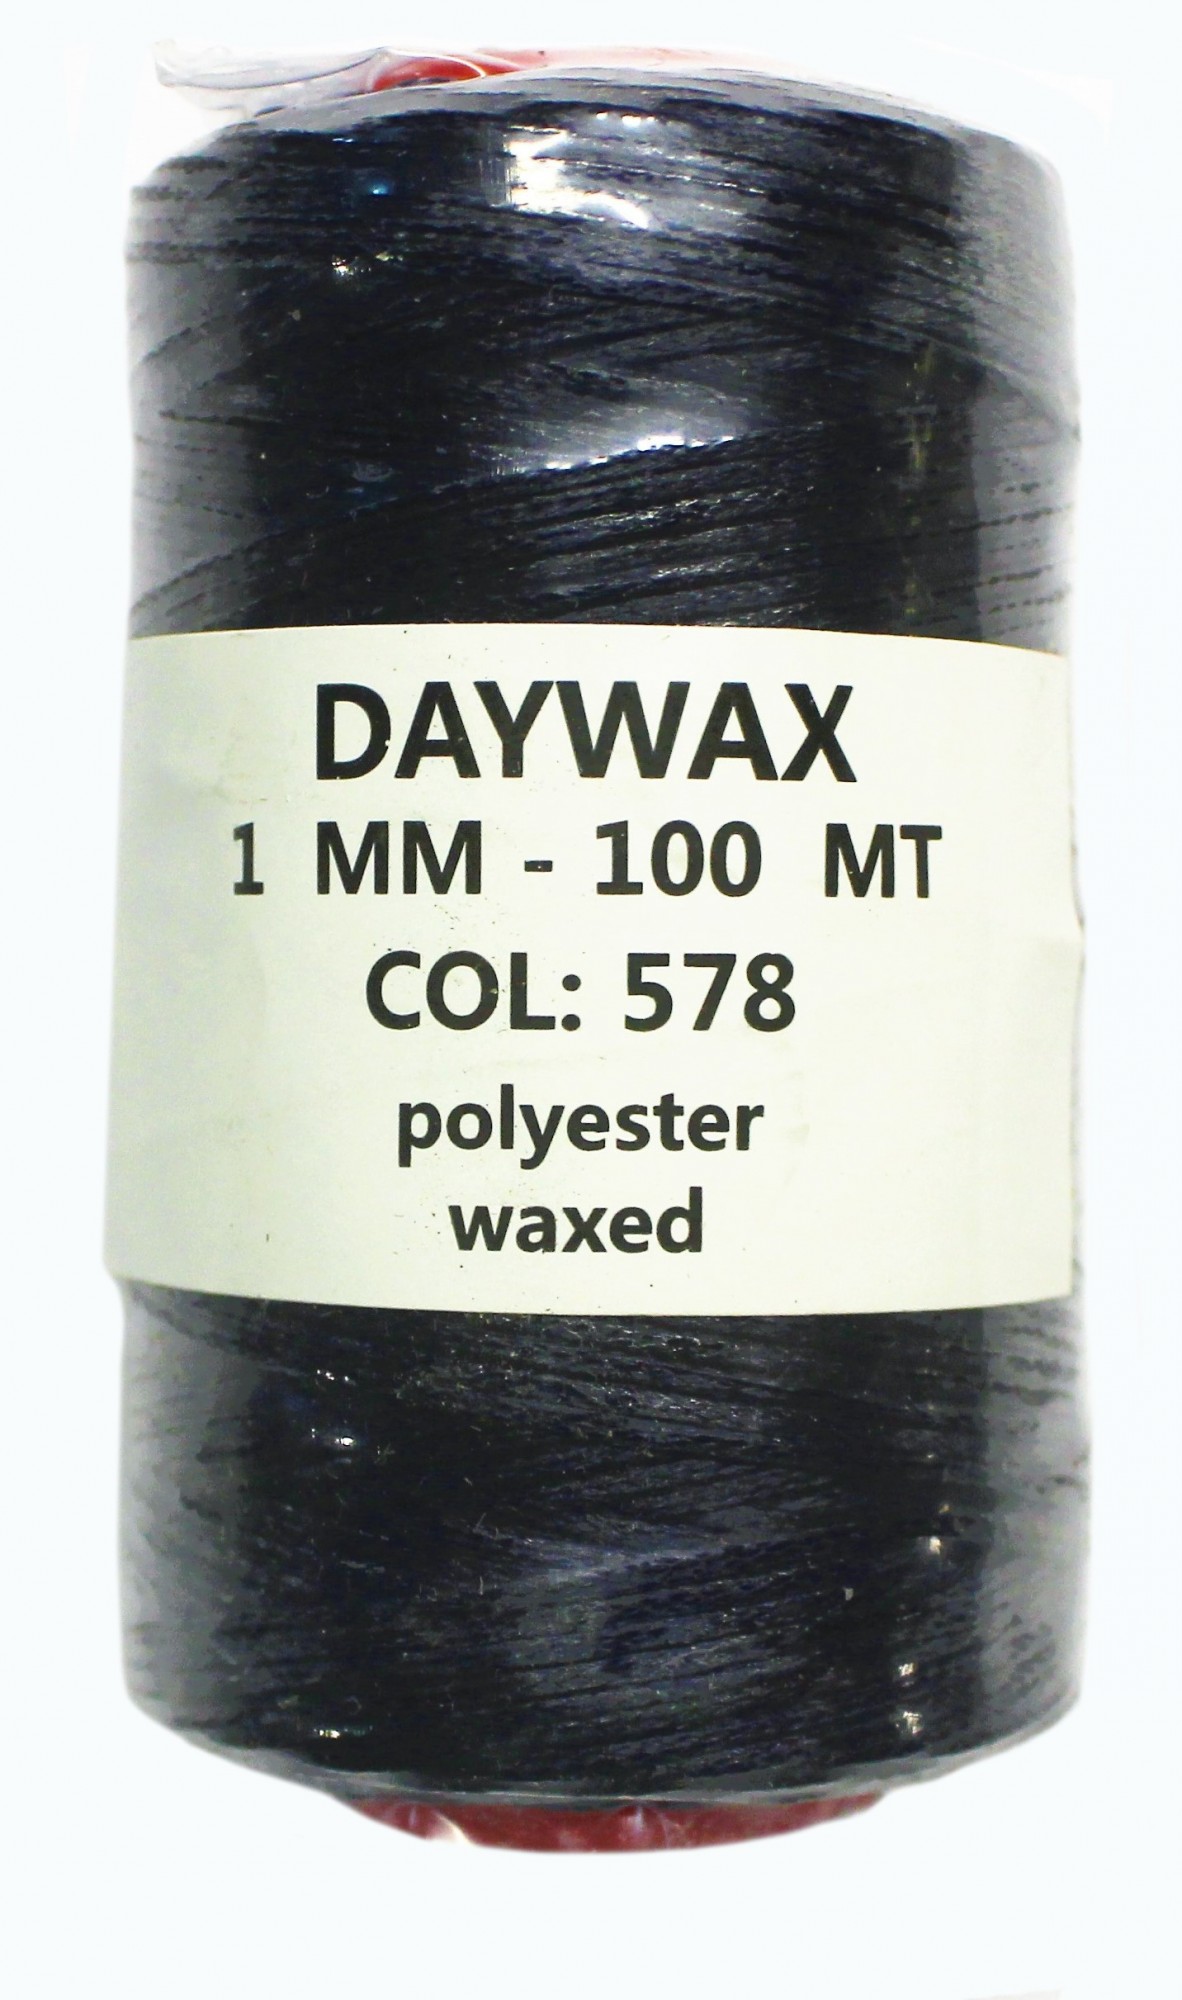 DAYWAX
1 MM - 100 MT
COL: 578
polyester
waxed